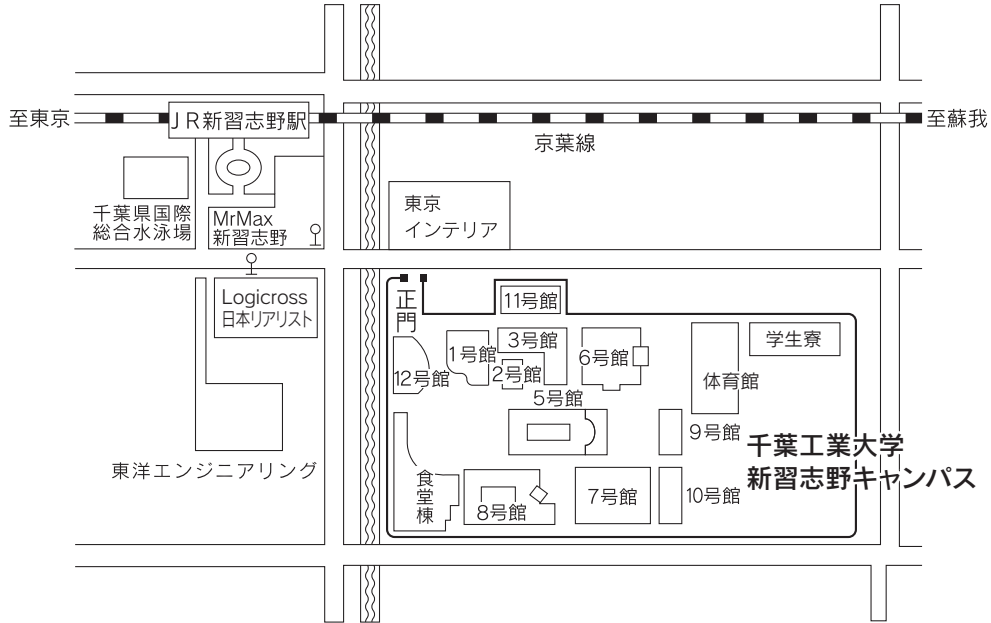 至東京
JR新習志野駅
京葉線
至蘇我
千葉県国際
総合水泳場
MrMax
新習志野
東京
インテリア
Logicross
日本リアリスト
東洋エンジニアリング
正門
11号館
1号館
3号館
2号館
6号館
12号館
5号館
体育館
学生寮
9号館
千葉工業大学
新習志野キャンパス
食堂棟
8号館
7号館
10号館